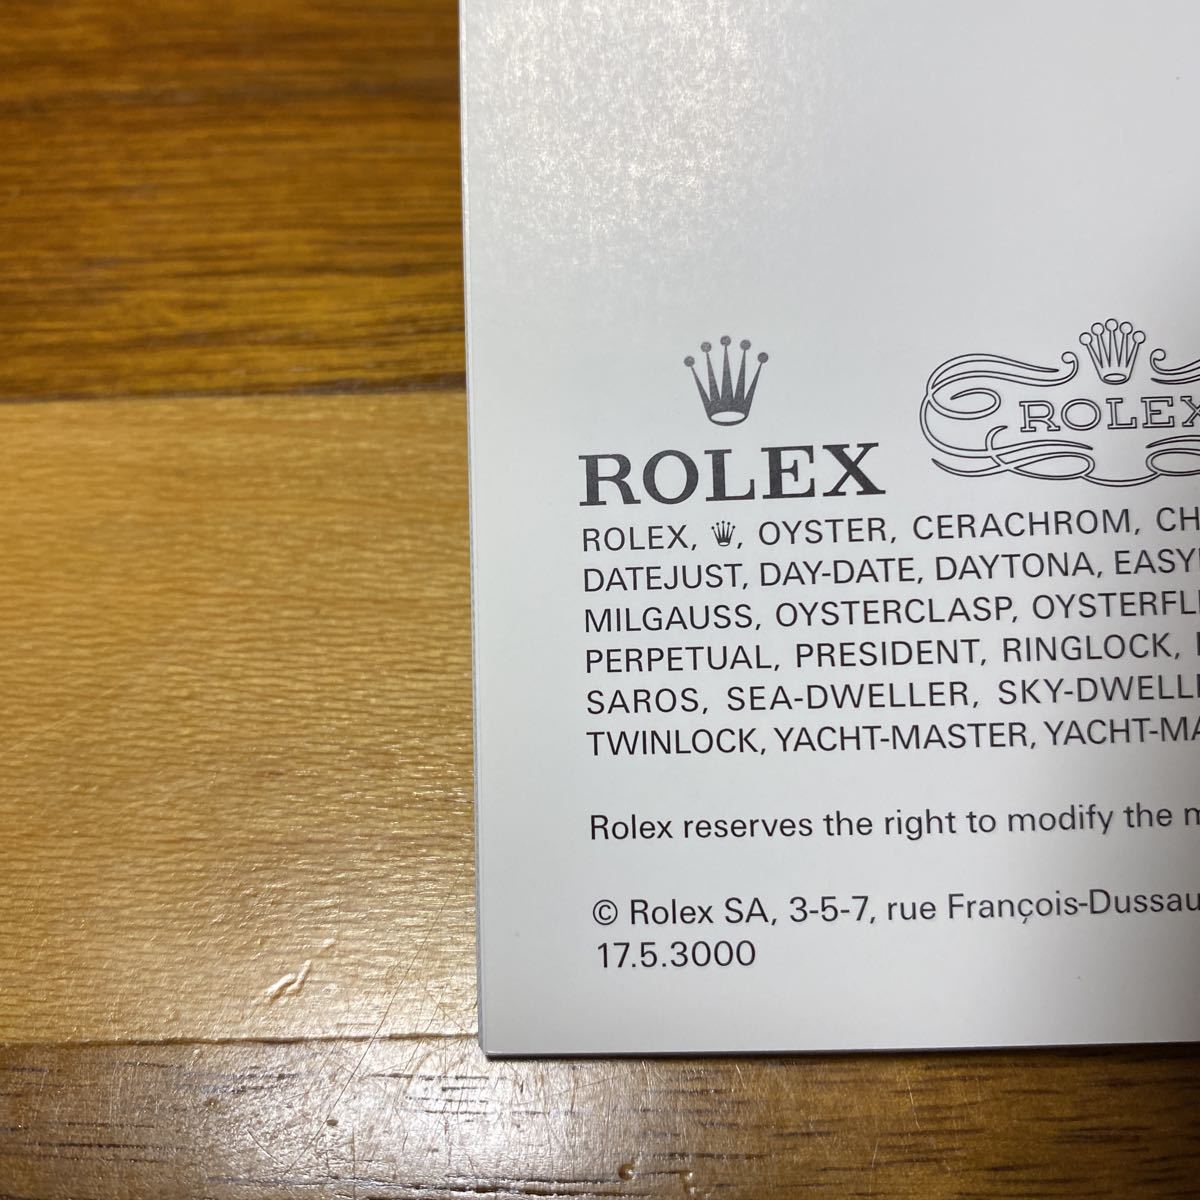 ROLEX
ROLEX
ROLEX, OYSTER, CERACHROM,
DATEJUST, DAY-DATE, DAYTONA,
MILGAUSS, OYSTERCLASP,
PERPETUAL, PRESIDENT, RINGLOCK,
SAROS, SEA-DWELLER,
TWINLOCK, YACHT-MASTER,
Rolex reserves the right to modify the
© Rolex SA, 3-5-7, rue
17.5.3000